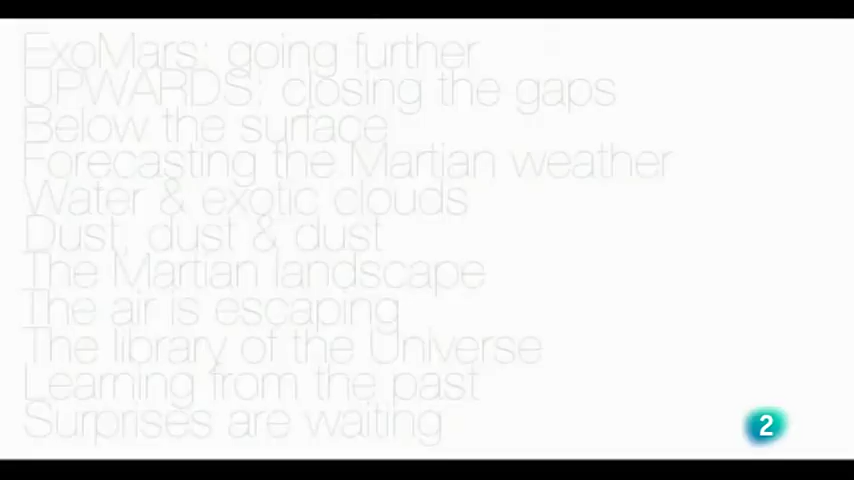 ExoMars: going further
UPWARDS: closing the gaps
Below the surface
Forecasting the Martian weather
Water & exotic clouds
Dust, dust & dust
The Martian landscape
The air is escaping
The library of the Universe
Learning from the past
Surprises are waiting
2